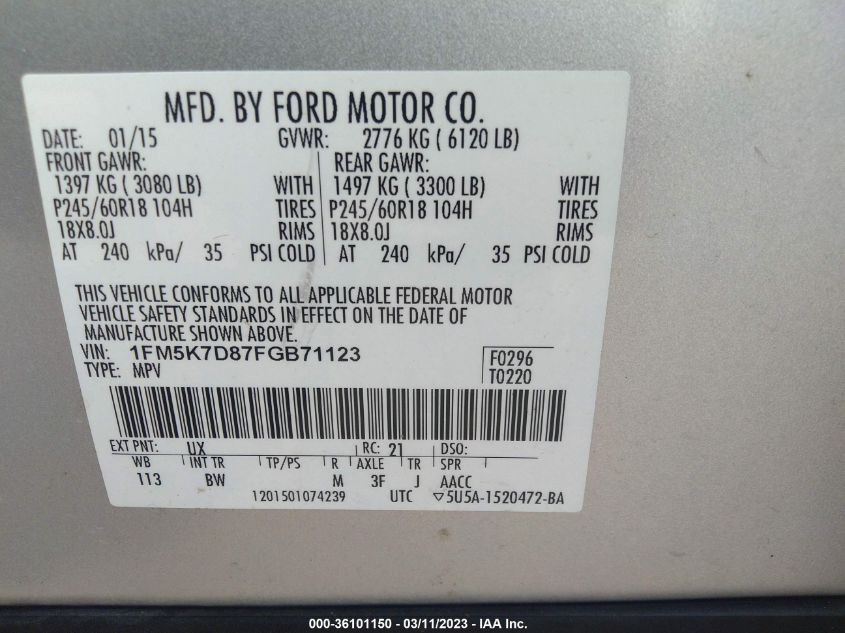 MFD. BY FORD MOTOR CO.
DATE: 01/15 GVWR: 2776 KG ( 6120 LB)
FRONT GAWR: REAR GAWR:
1397 KG ( 3080 LB) WITH 1497 KG ( 3300 LB) WITH
P245/60R18 104H TIRES P245/60R18 104H TIRES
18X8.0J RIMS 18X8.0J RIMS
AT 240 kPa/ 35 PSI COLD AT 240 kPa/ 35 PSI COLD
THIS VEHICLE CONFORMS TO ALL APPLICABLE FEDERAL MOTOR
VEHICLE SAFETY STANDARDS IN EFFECT ON THE DATE OF
MANUFACTURE SHOWN ABOVE.
VIN: 1FM5K7D87FGB71123 F0296
TYPE: MPV T0220
EXT PNT: UX RC: 21 DSO:
WB INT TR TP/PS R AXLE TR SPR
113 BW M 3F J AACC
1201501074239 UTC ▽5U5A-1520472-BA
000-36101150 - 03/11/2023 - IAA Inc.